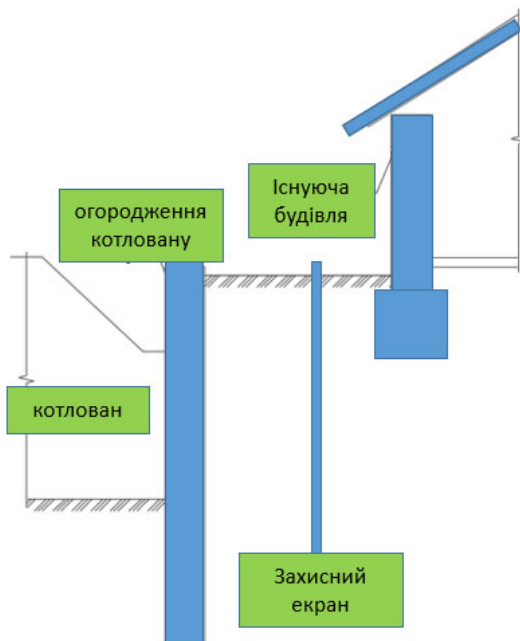 Існуюча
будівля
огородження
котловану
котлован
Захисний
екран